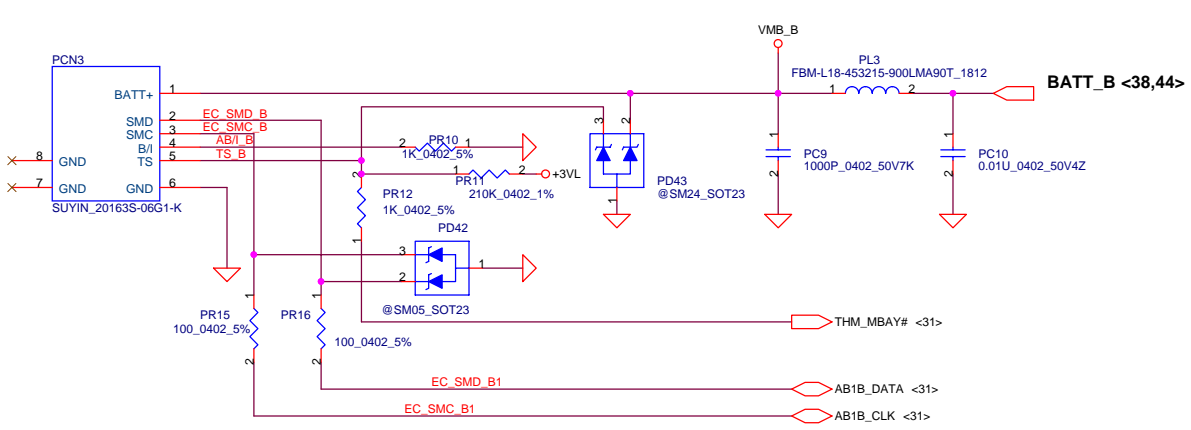 VMB_B
PCN3
PL3
FBM-L18-453215-900LMA90T_1812
BATT_B <38,44>
BATT+ 1
1 2
SMD 2 EC_SMD_B
SMC 3 EC_SMC_B
B/I 4 AB/I_B
TS 5 TS_B
2 PR10 1
1K_0402_5%
3 2
8 GND
7 GND
GND 6
SUYIN_20163S-06G1-K
1 PR11 2 +3VL
210K_0402_1%
2
PR12
1K_0402_5%
1
PD43
@SM24_SOT23
1
1
PC9
1000P_0402_50V7K
2
1
PC10
0.01U_0402_50V4Z
2
PD42
3
2
1
@SM05_SOT23
1
PR15
100_0402_5%
2
1
PR16
100_0402_5%
2
THM_MBAY# <31>
EC_SMD_B1
AB1B_DATA <31>
EC_SMC_B1
AB1B_CLK <31>